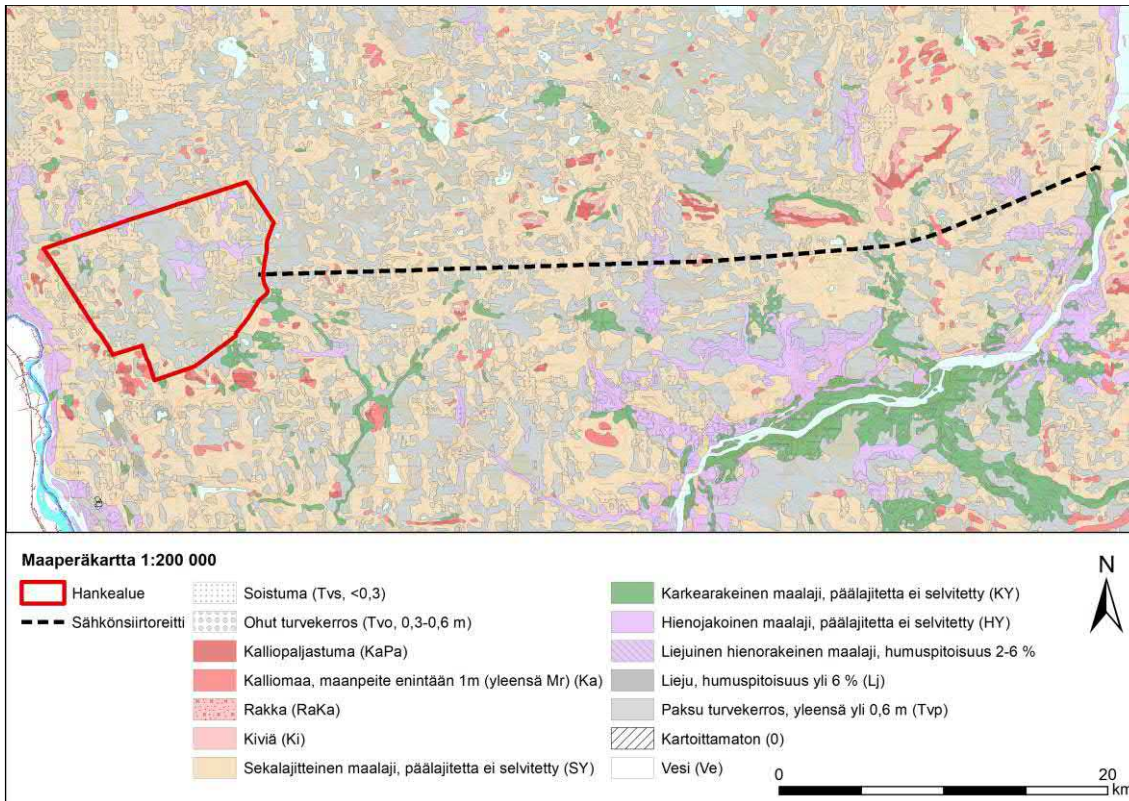 Maaperäkartta 1:200 000
Hankealue
Sähkönsiirtoreitti
Soistuma (Tvs, <0,3)
Ohut turvekerros (Tvo, 0,3-0,6 m)
Kalliopaljastuma (KaPa)
Kalliomaa, maanpeite enintään 1m (yleensä Mr) (Ka)
Rakka (RaKa)
Kiviä (Ki)
Sekalajitteinen maalaji, päälajitetta ei selvitetty (SY)
Karkearakeinen maalaji, päälajitetta ei selvitetty (KY)
Hienojakoinen maalaji, päälajitetta ei selvitetty (HY)
Liejuinen hienorakeinen maalaji, humuspitoisuus 2-6 %
Lieju, humuspitoisuus yli 6 % (Lj)
Paksu turvekerros, yleensä yli 0,6 m (Tvp)
Kartoittamaton (0)
Vesi (Ve)
N
0 20
km